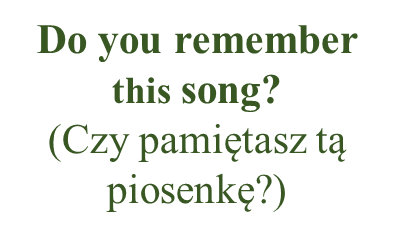 Do you remember
this song?
(Czy pamiętasz tą
piosenkę?)